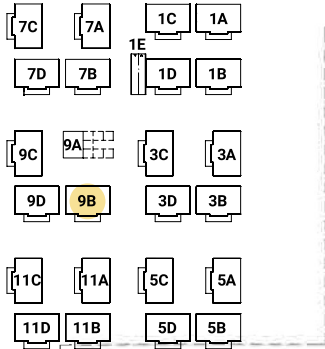 7C 7A 1C 1A
1E
7D 7B 1D 1B
9C 9A 3C 3A
9D 9B 3D 3B
11C 11A 5C 5A
11D 11B 5D 5B